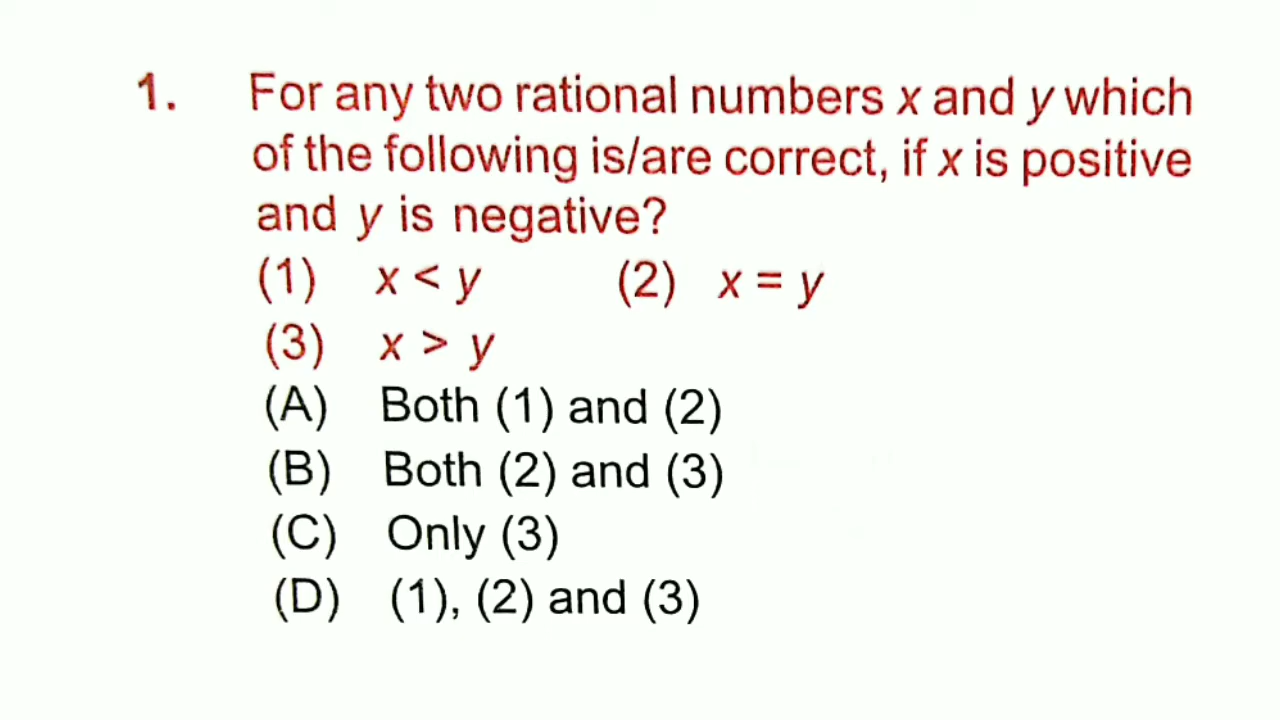 1. For any two rational numbers x and y which
of the following is/are correct, if x is positive
and y is negative?
(1) x < y (2) x = y
(3) x > y
(A) Both (1) and (2)
(B) Both (2) and (3)
(C) Only (3)
(D) (1), (2) and (3)